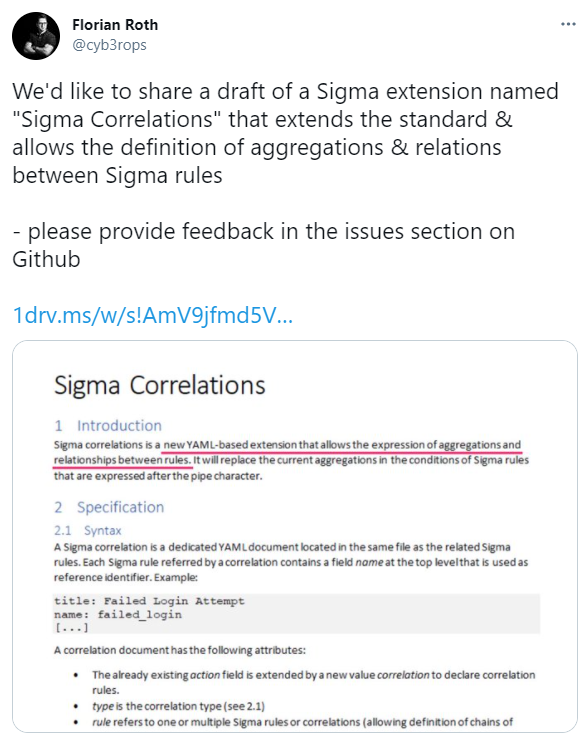 Florian Roth
@cyb3rops
We'd like to share a draft of a Sigma extension named
"Sigma Correlations" that extends the standard &
allows the definition of aggregations & relations
between Sigma rules
- please provide feedback in the issues section on
Github
1drv.ms/w/s!AmV9jfmd5V...
Sigma Correlations
1 Introduction
Sigma correlations is a new YAML-based extension that allows the expression of aggregations and
relationships between rules. It will replace the current aggregations in the conditions of Sigma rules
that are expressed after the pipe character.
2 Specification
2.1 Syntax
A Sigma correlation is a dedicated YAML document located in the same file as the related Sigma
rules. Each Sigma rule referred by a correlation contains a field name at the top level that is used as
reference identifier. Example:
title: Failed Login Attempt
name: failed_login
[...]
A correlation document has the following attributes:
• The already existing action field is extended by a new value correlation to declare correlation
rules.
• type is the correlation type (see 2.1)
• rule refers to one or multiple Sigma rules or correlations (allowing definition of chains of